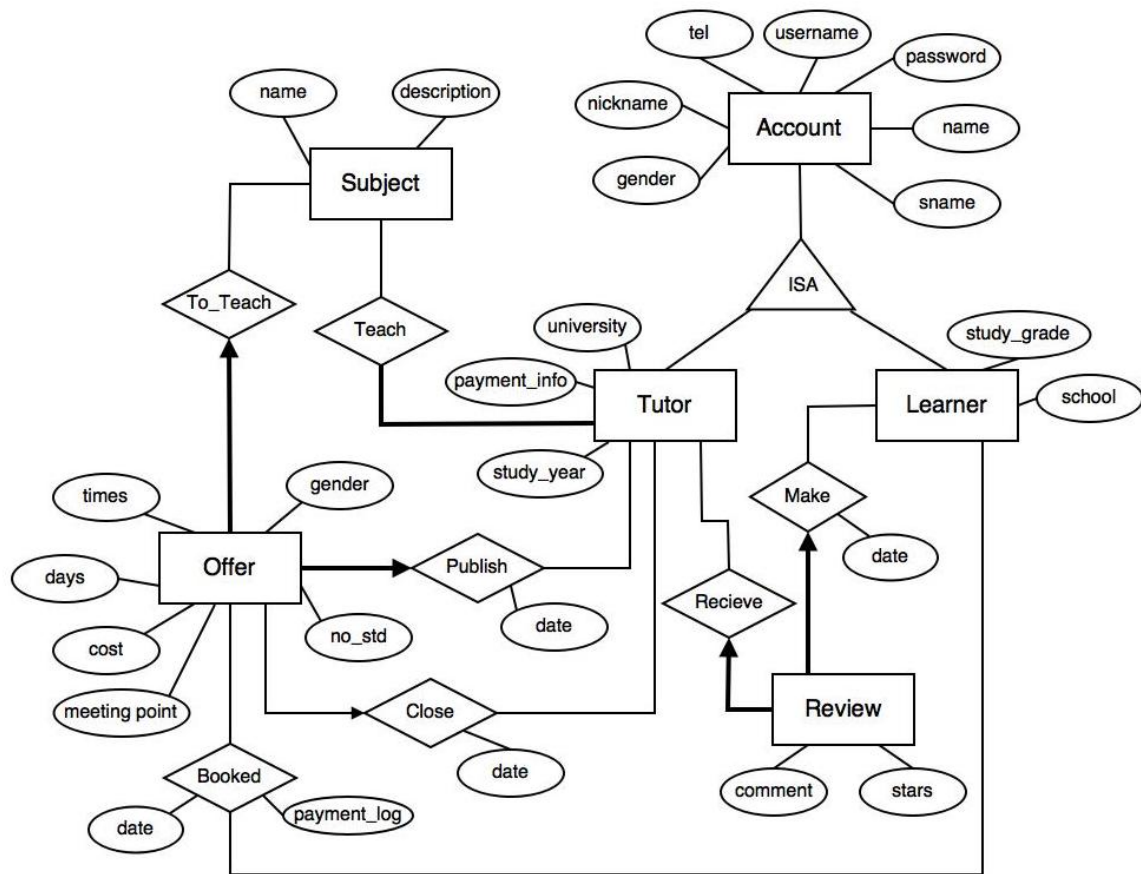 tel
username
password
name
description
nickname
Account
name
Subject
gender
sname
ISA
To_Teach
Teach
university
study_grade
payment_info
Tutor
Learner
school
study_year
times
gender
Make
Offer
Publish
date
days
Recieve
date
no_std
cost
meeting point
Close
Review
date
Booked
comment
stars
date
payment_log